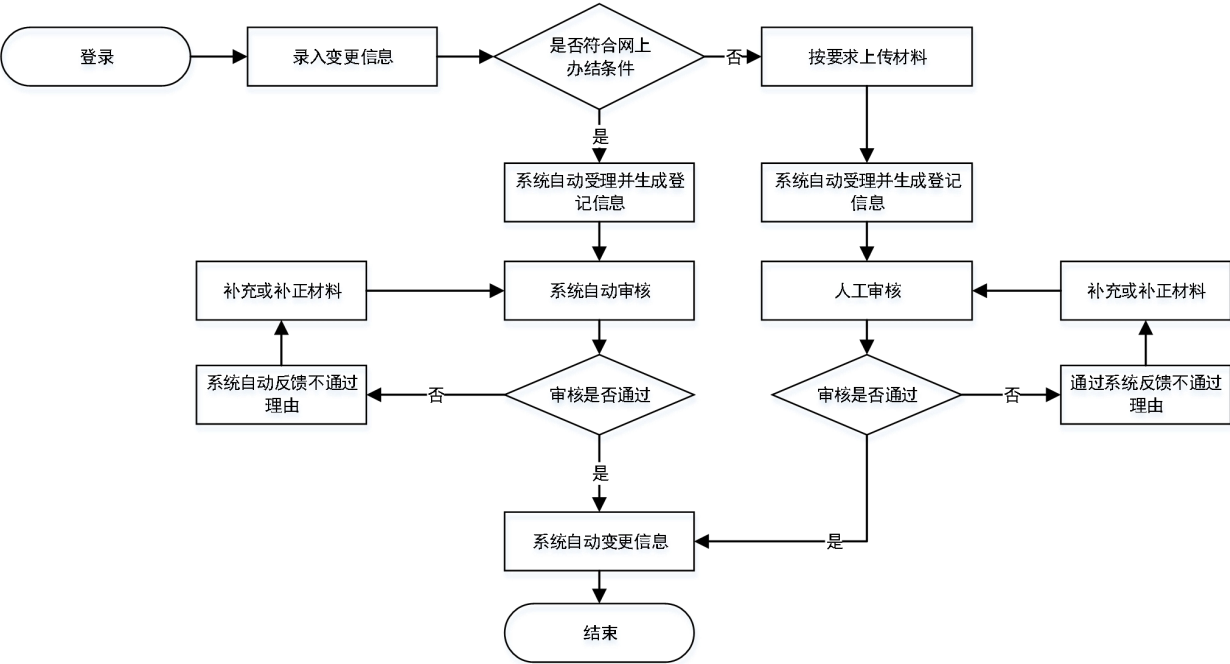 登录
录入变更信息
是否符合网上
办结条件
否
按要求上传材料
是
系统自动受理并生成登
记信息
系统自动受理并生成登记
信息
补充或补正材料
系统自动审核
人工审核
补充或补正材料
系统自动反馈不通过
理由
否
审核是否通过
审核是否通过
否
通过系统反馈不通过
理由
是
系统自动变更信息
是
结束